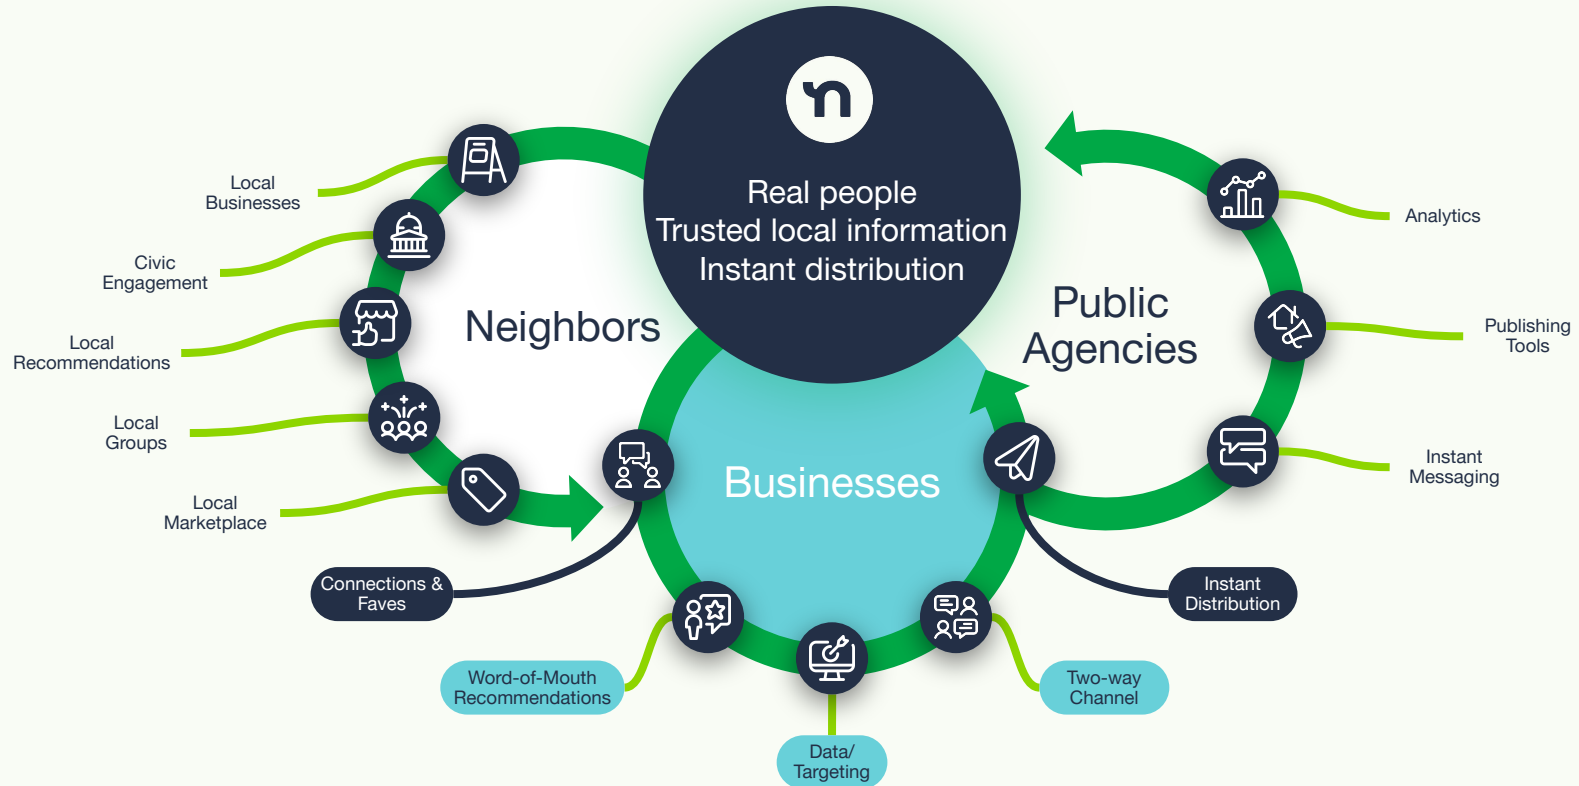 Real people
Trusted local information
Instant distribution
Neighbors
Local
Businesses
Civic
Engagement
Local
Recommendations
Local
Groups
Local
Marketplace
Public
Agencies
Analytics
Publishing
Tools
Instant
Messaging
Businesses
Connections &
Faves
Word-of-Mouth
Recommendations
Data/
Targeting
Two-way
Channel
Instant
Distribution